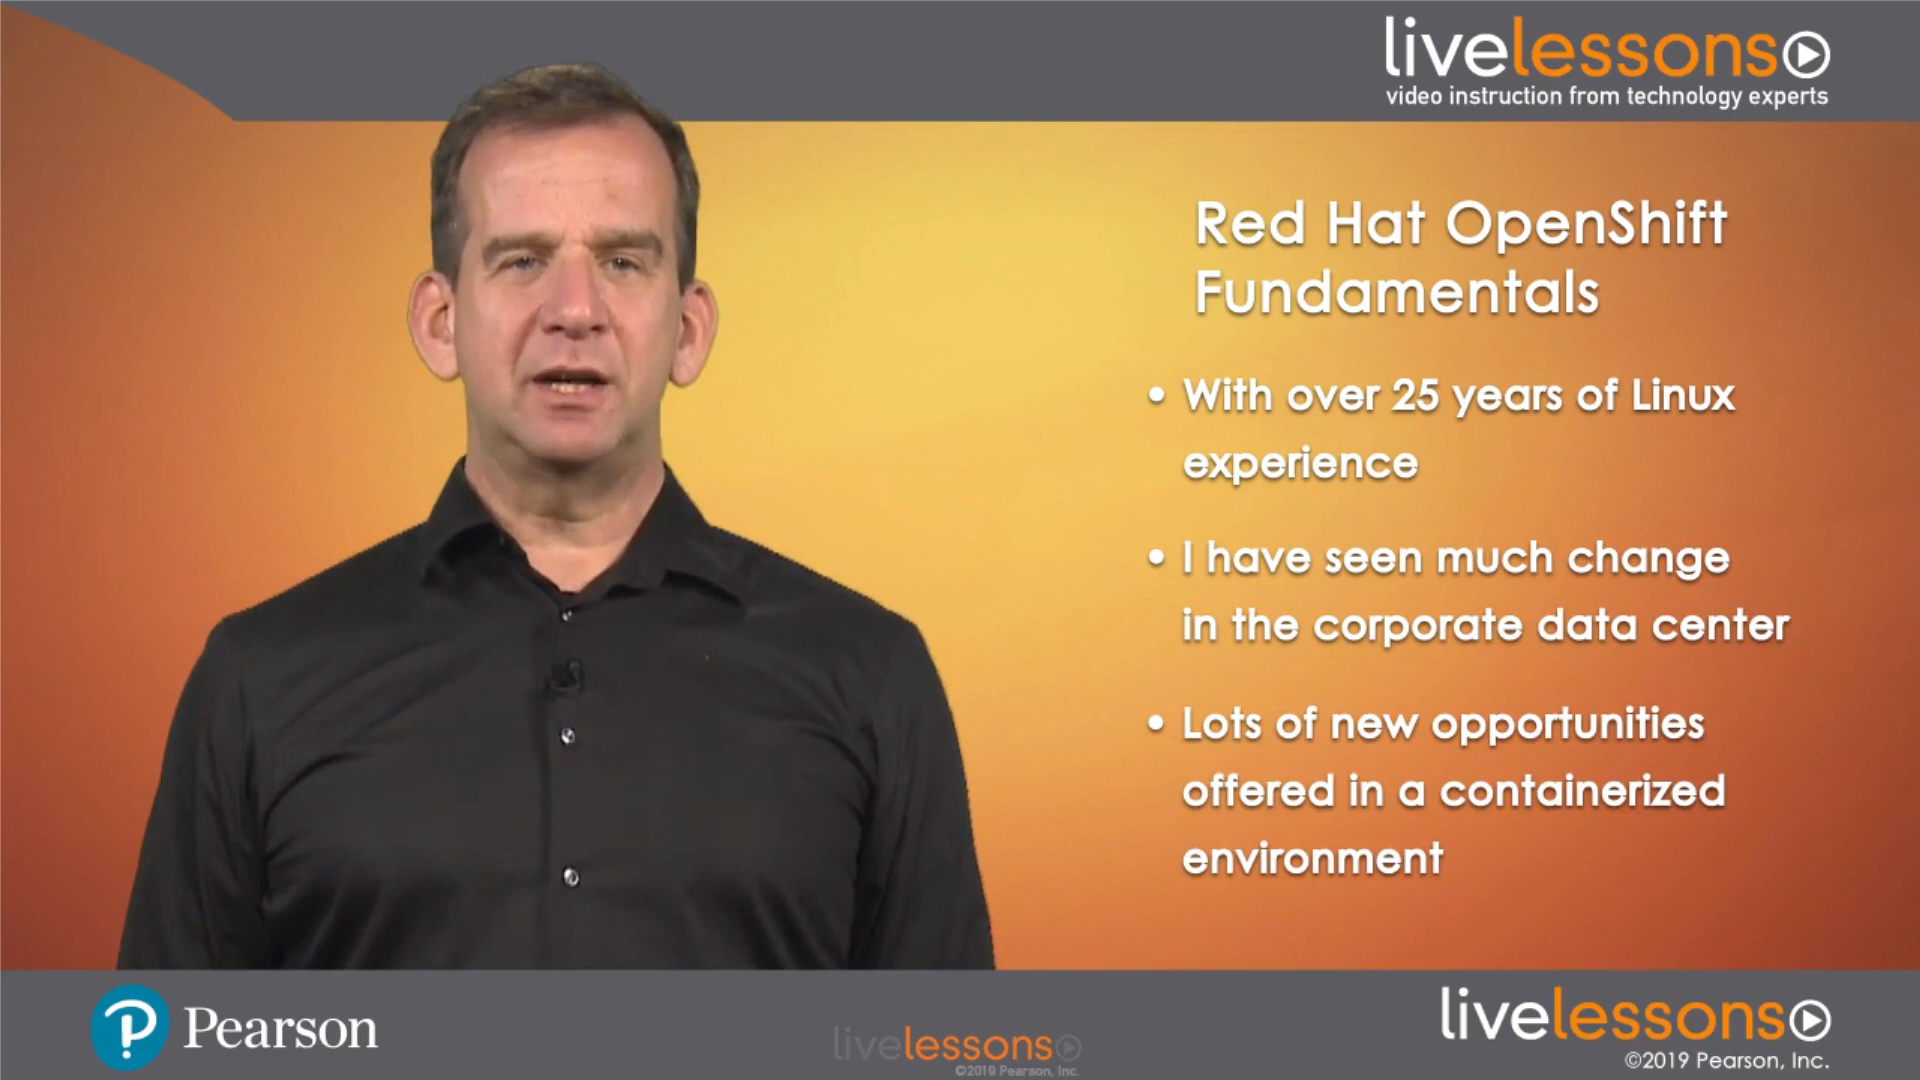 livelessons
video instruction from technology experts
Red Hat OpenShift
Fundamentals
• With over 25 years of Linux
experience
• I have seen much change
in the corporate data center
• Lots of new opportunities
offered in a containerized
environment
Pearson
livelessons
©2019 Pearson, Inc.
livelessons
©2019 Pearson, Inc.